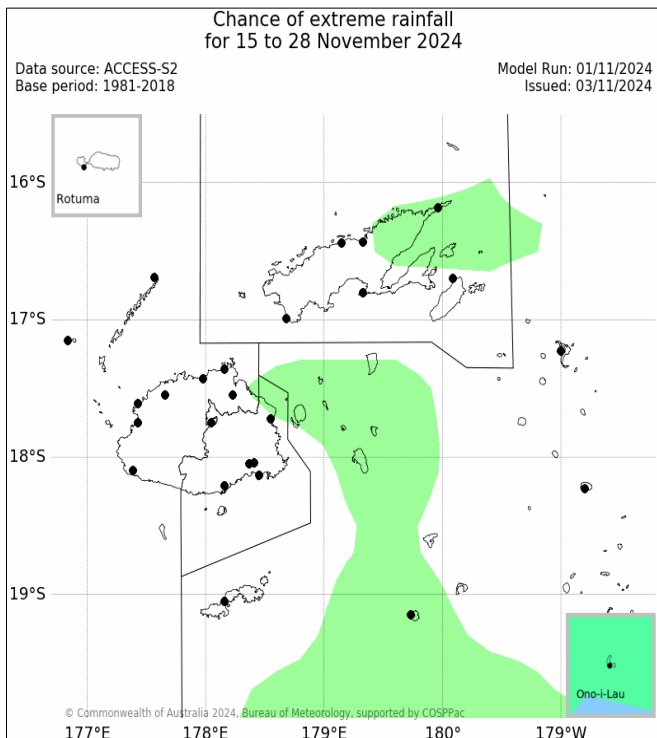 Chance of extreme rainfall
for 15 to 28 November 2024
Data source: ACCESS-S2
Base period: 1981-2018
Model Run: 01/11/2024
Issued: 03/11/2024
Rotuma
16°S
17°S
18°S
19°S
Ono-i-Lau
© Commonwealth of Australia 2024, Bureau of Meteorology, supported by COSPPac
177°E
178°E
179°E
180°
179°W